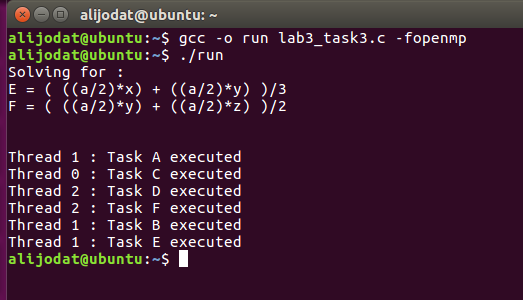 alijodat@ubuntu: ~
alijodat@ubuntu:~$ gcc -o run lab3_task3.c -fopenmp
alijodat@ubuntu:~$ ./run
Solving for :
E = ( ((a/2)*x) + ((a/2)*y) )/3
F = ( ((a/2)*y) + ((a/2)*z) )/2
Thread 1 : Task A executed
Thread 0 : Task C executed
Thread 2 : Task D executed
Thread 2 : Task F executed
Thread 1 : Task B executed
Thread 1 : Task E executed
alijodat@ubuntu:~$